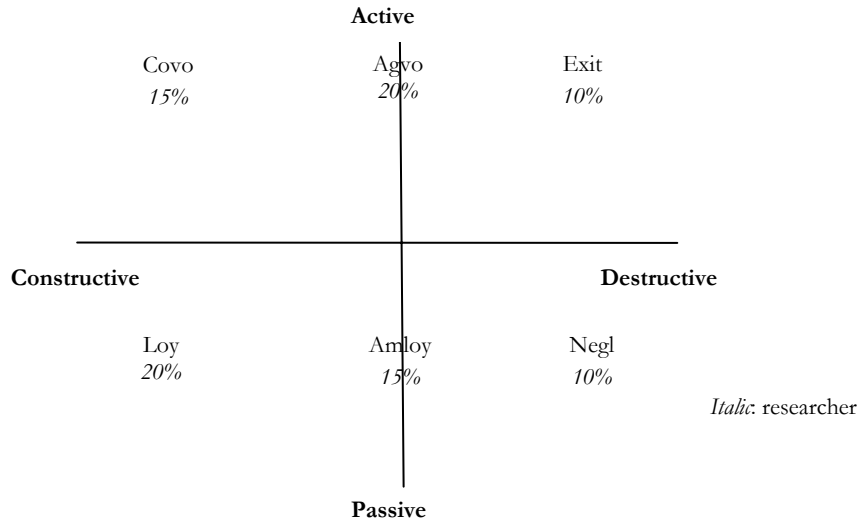 Active
Covo Agvo Exit
15% 20% 10%
Constructive Destructive
Loy Amloy Negl
20% 15% 10%
Italic: researcher
Passive